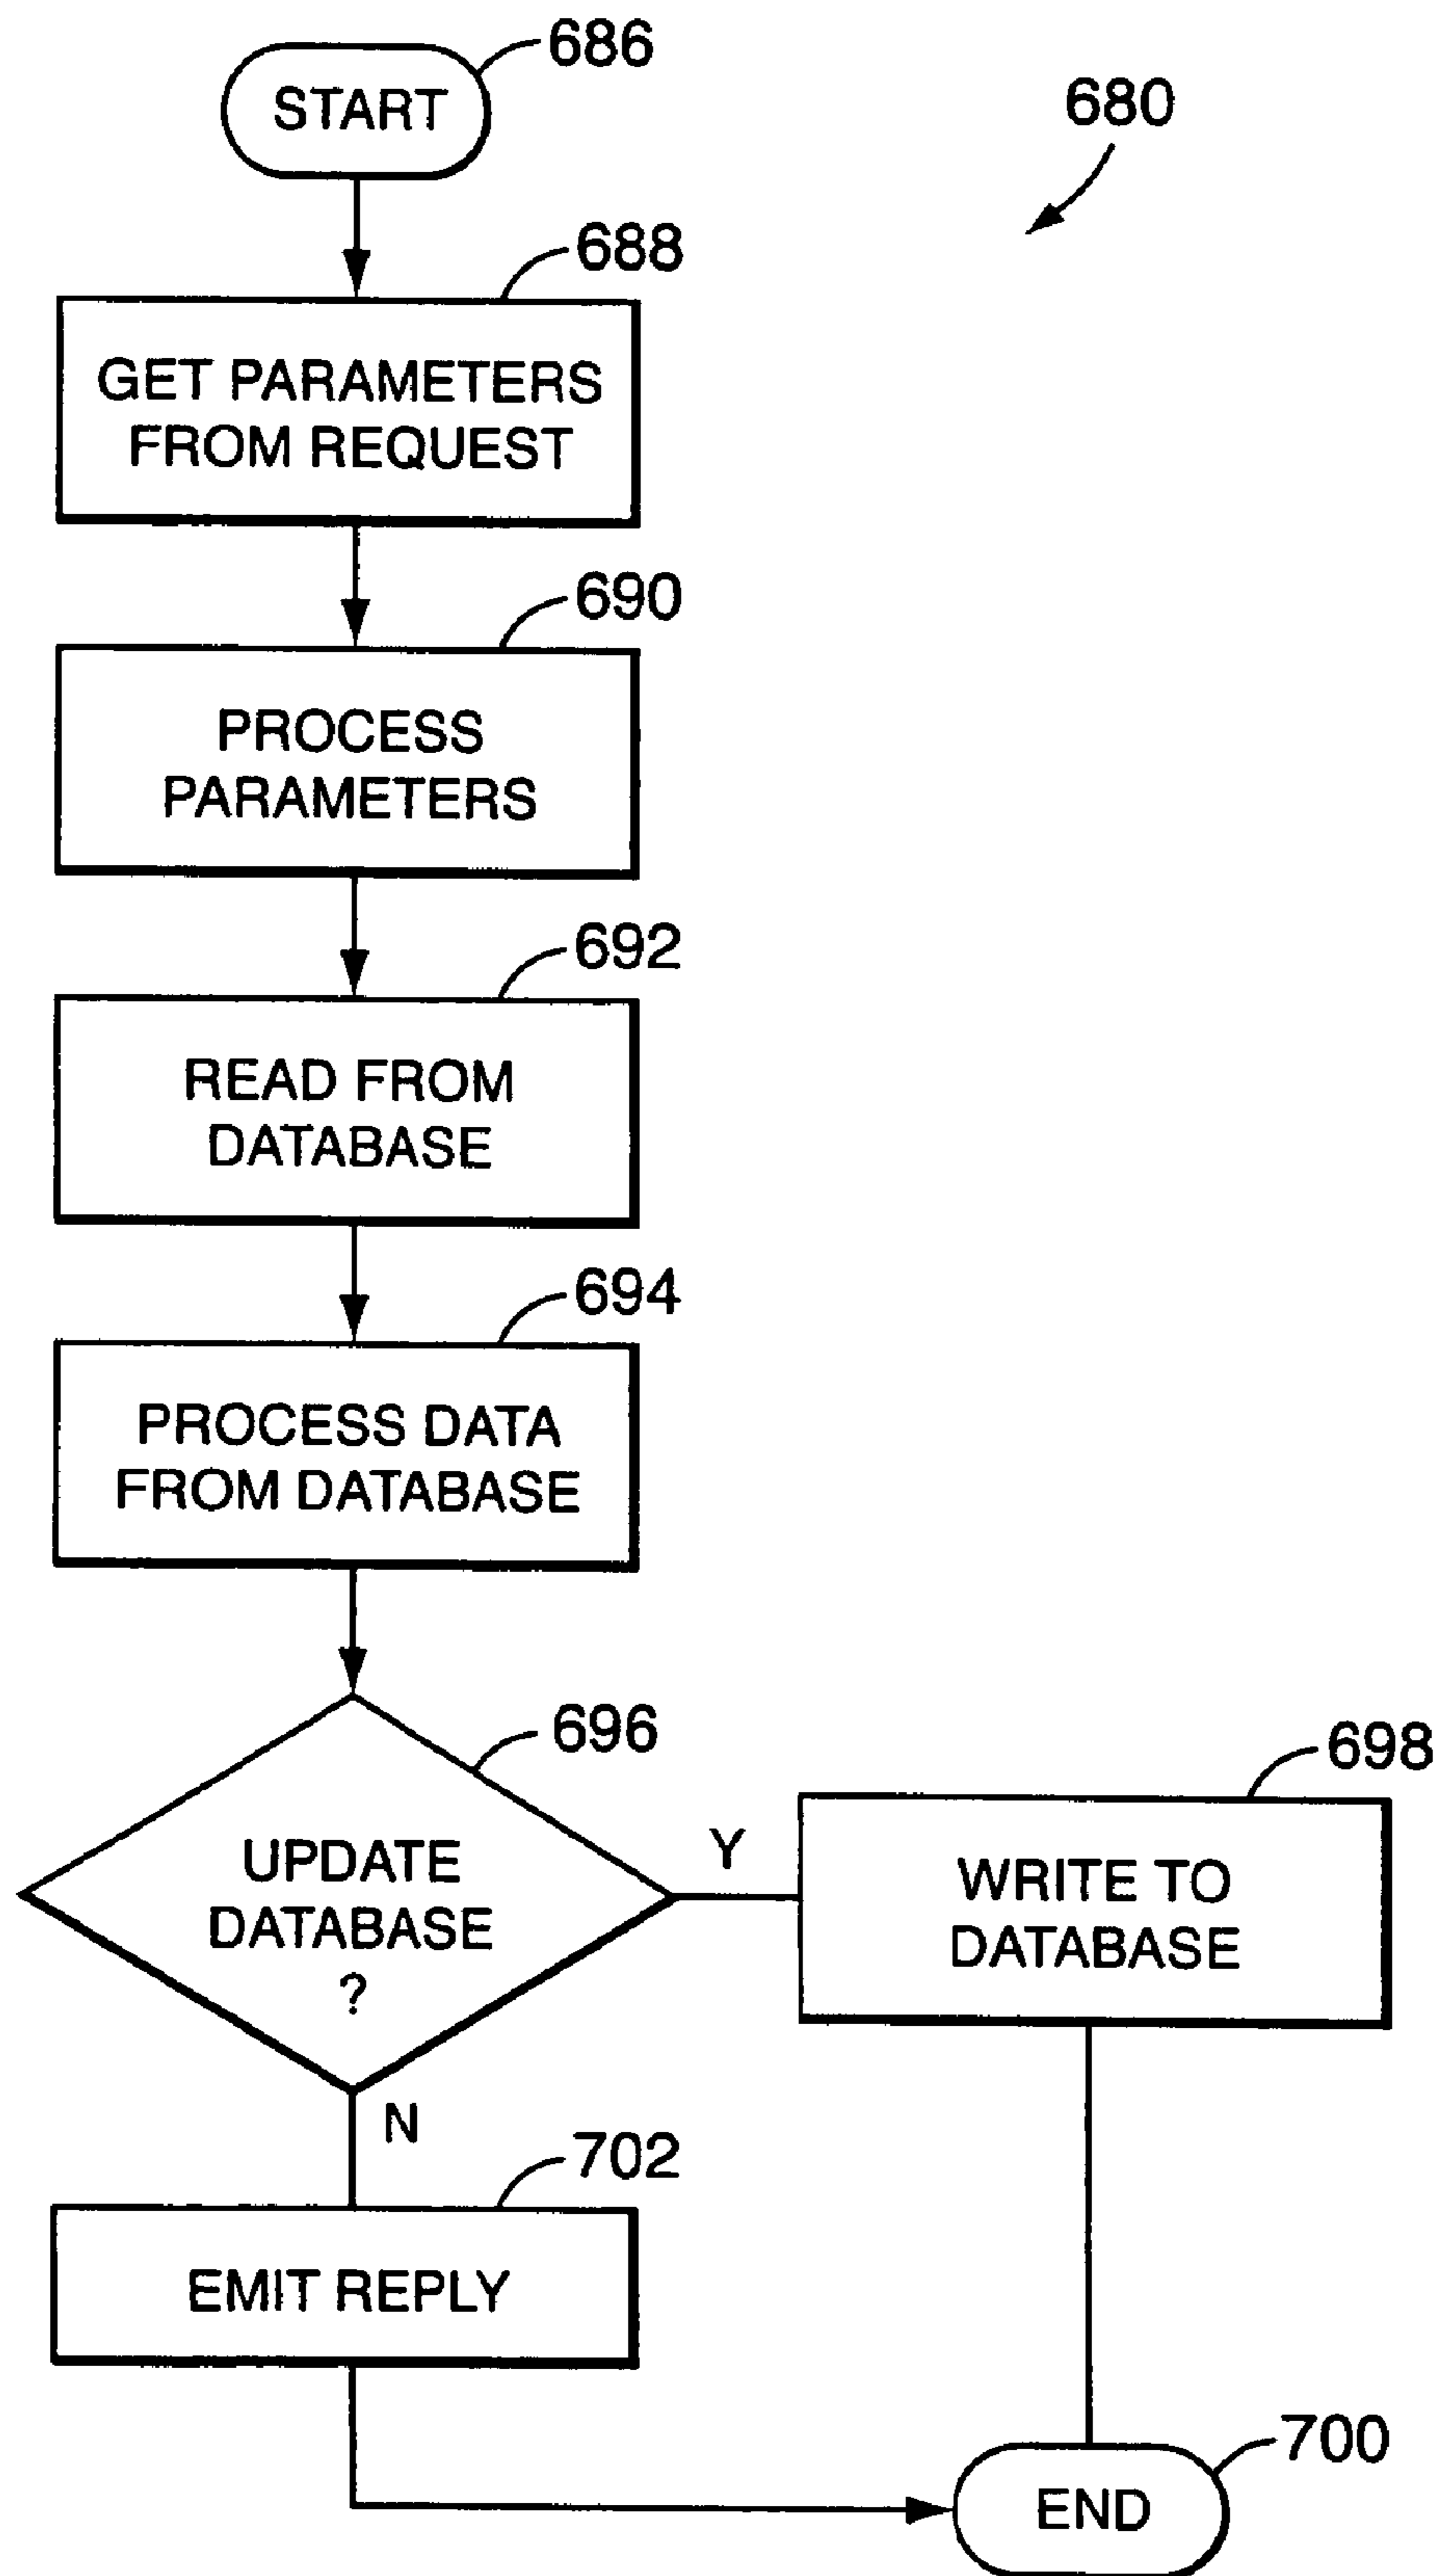 686
START
680
688
GET PARAMETERS
FROM REQUEST
690
PROCESS
PARAMETERS
692
READ FROM
DATABASE
694
PROCESS DATA
FROM DATABASE
696
UPDATE
DATABASE
?
Y
698
WRITE TO
DATABASE
N
702
EMIT REPLY
700
END